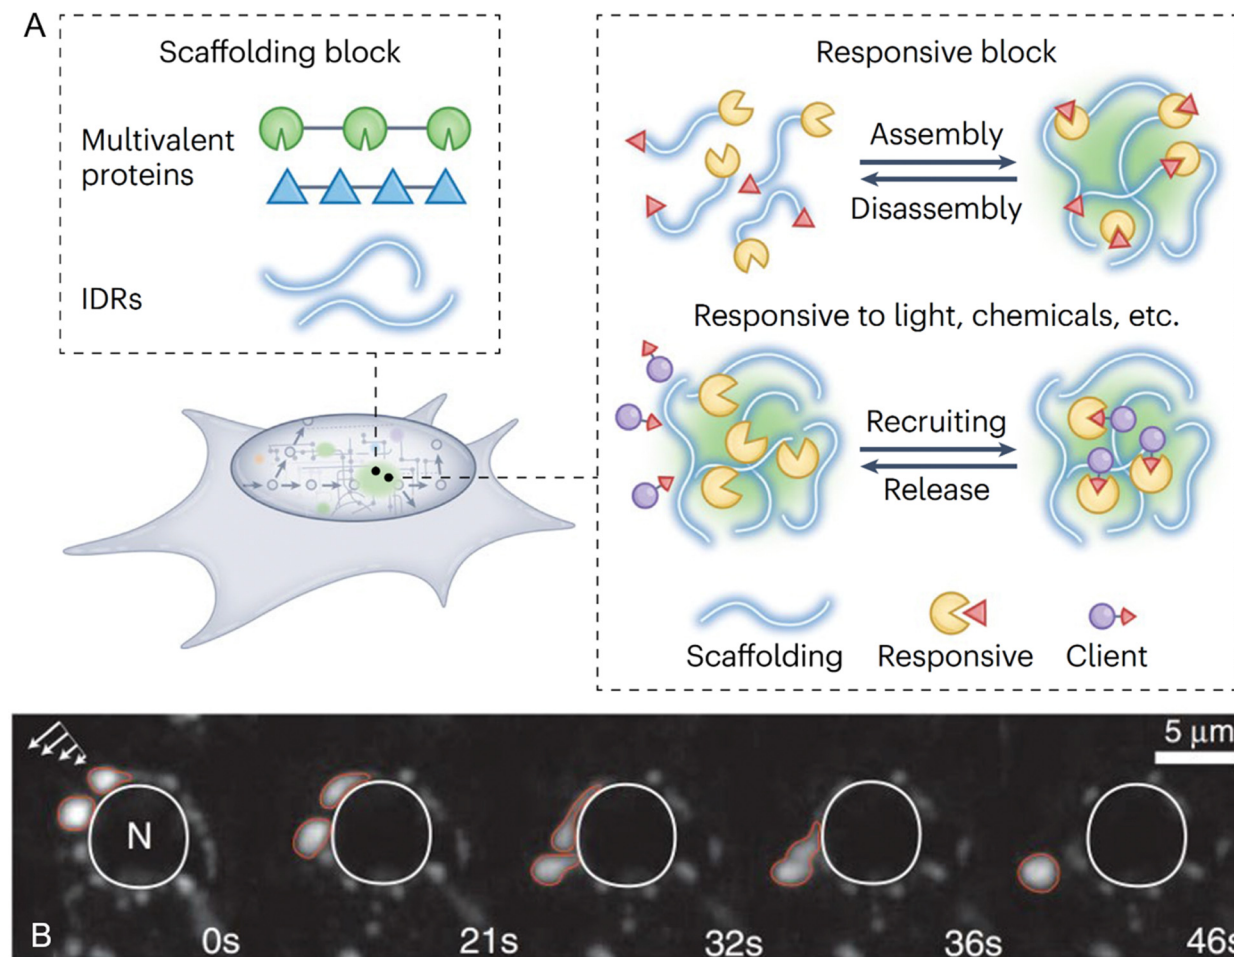 A
Scaffolding block
Multivalent
proteins
IDRs
Responsive block
Assembly
Disassembly
Responsive to light, chemicals, etc.
Recruiting
Release
Scaffolding
Responsive
Client
5 μm
N
B
0s
21s
32s
36s
46s